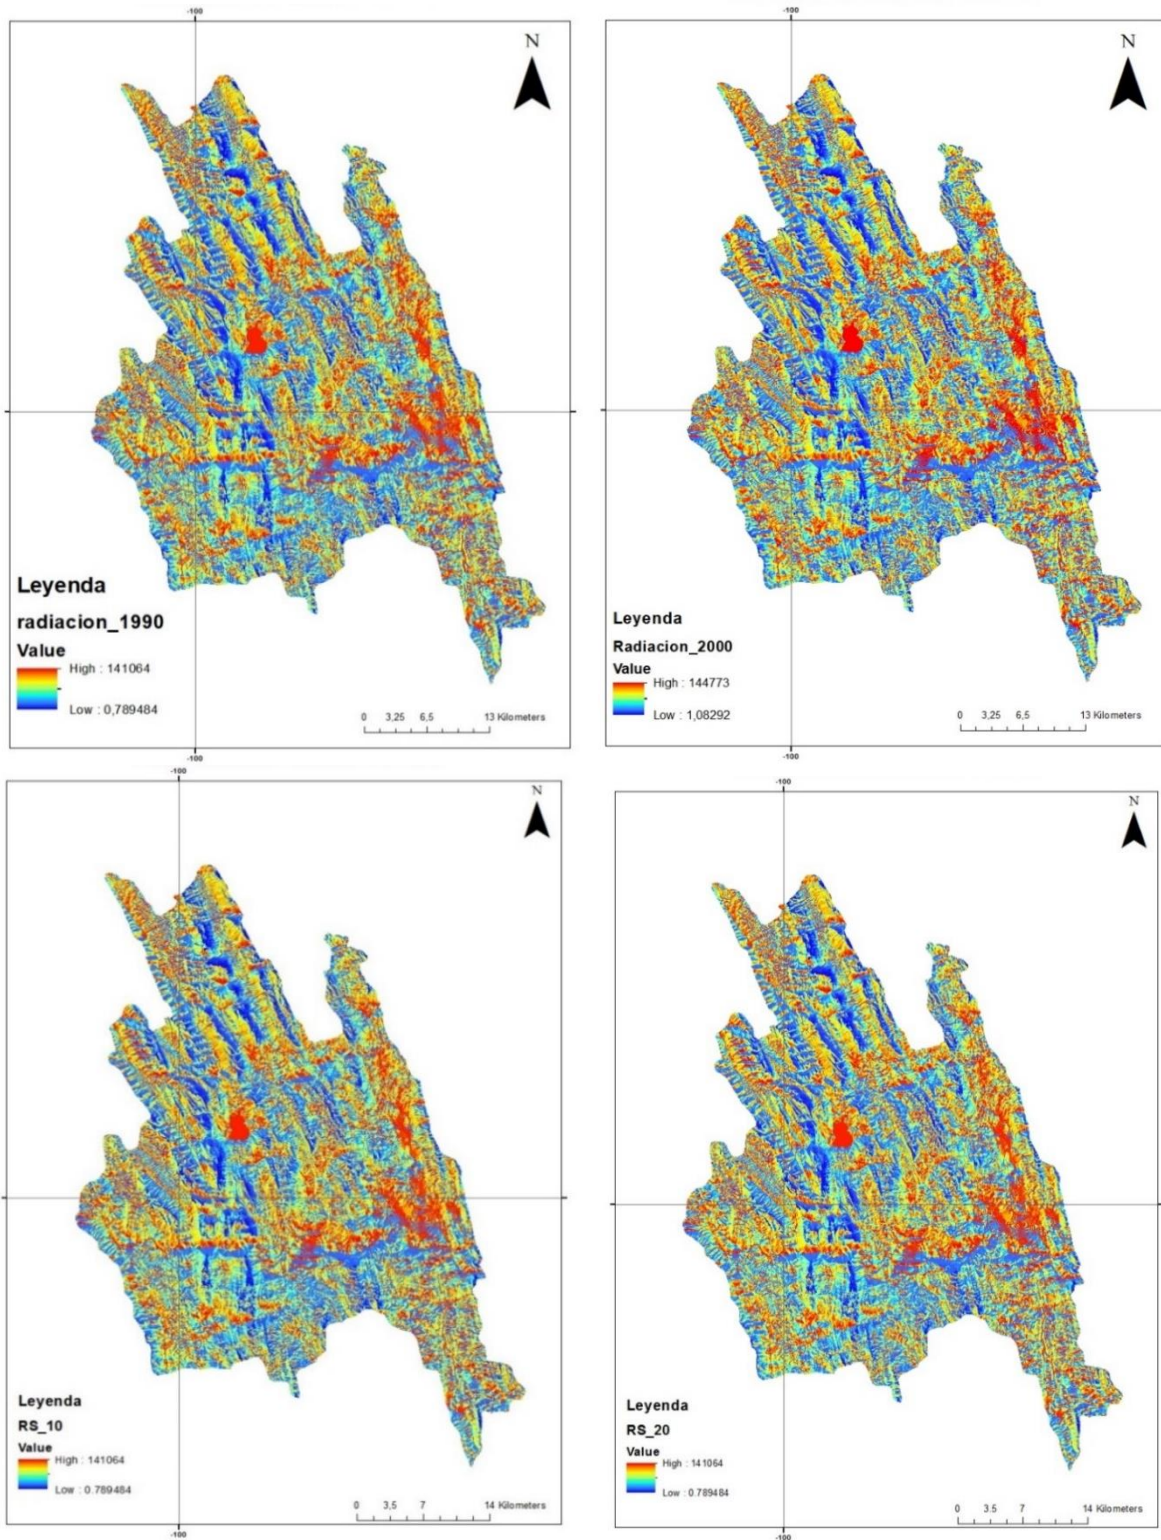 -100
N
Leyenda
radiacion_1990
Value
High : 141064
Low : 0,789484
0 3,25 6,5 13 Kilometers
-100
-100
N
Leyenda
Radiacion_2000
Value
High : 144773
Low : 1,08292
0 3,25 6,5 13 Kilometers
-100
-100
N
Leyenda
RS_10
Value
High : 141064
Low : 0.789484
0 3,5 7 14 Kilometers
-100
-100
N
Leyenda
RS_20
Value
High : 141064
Low : 0.789484
0 3.5 7 14 Kilometers
-100